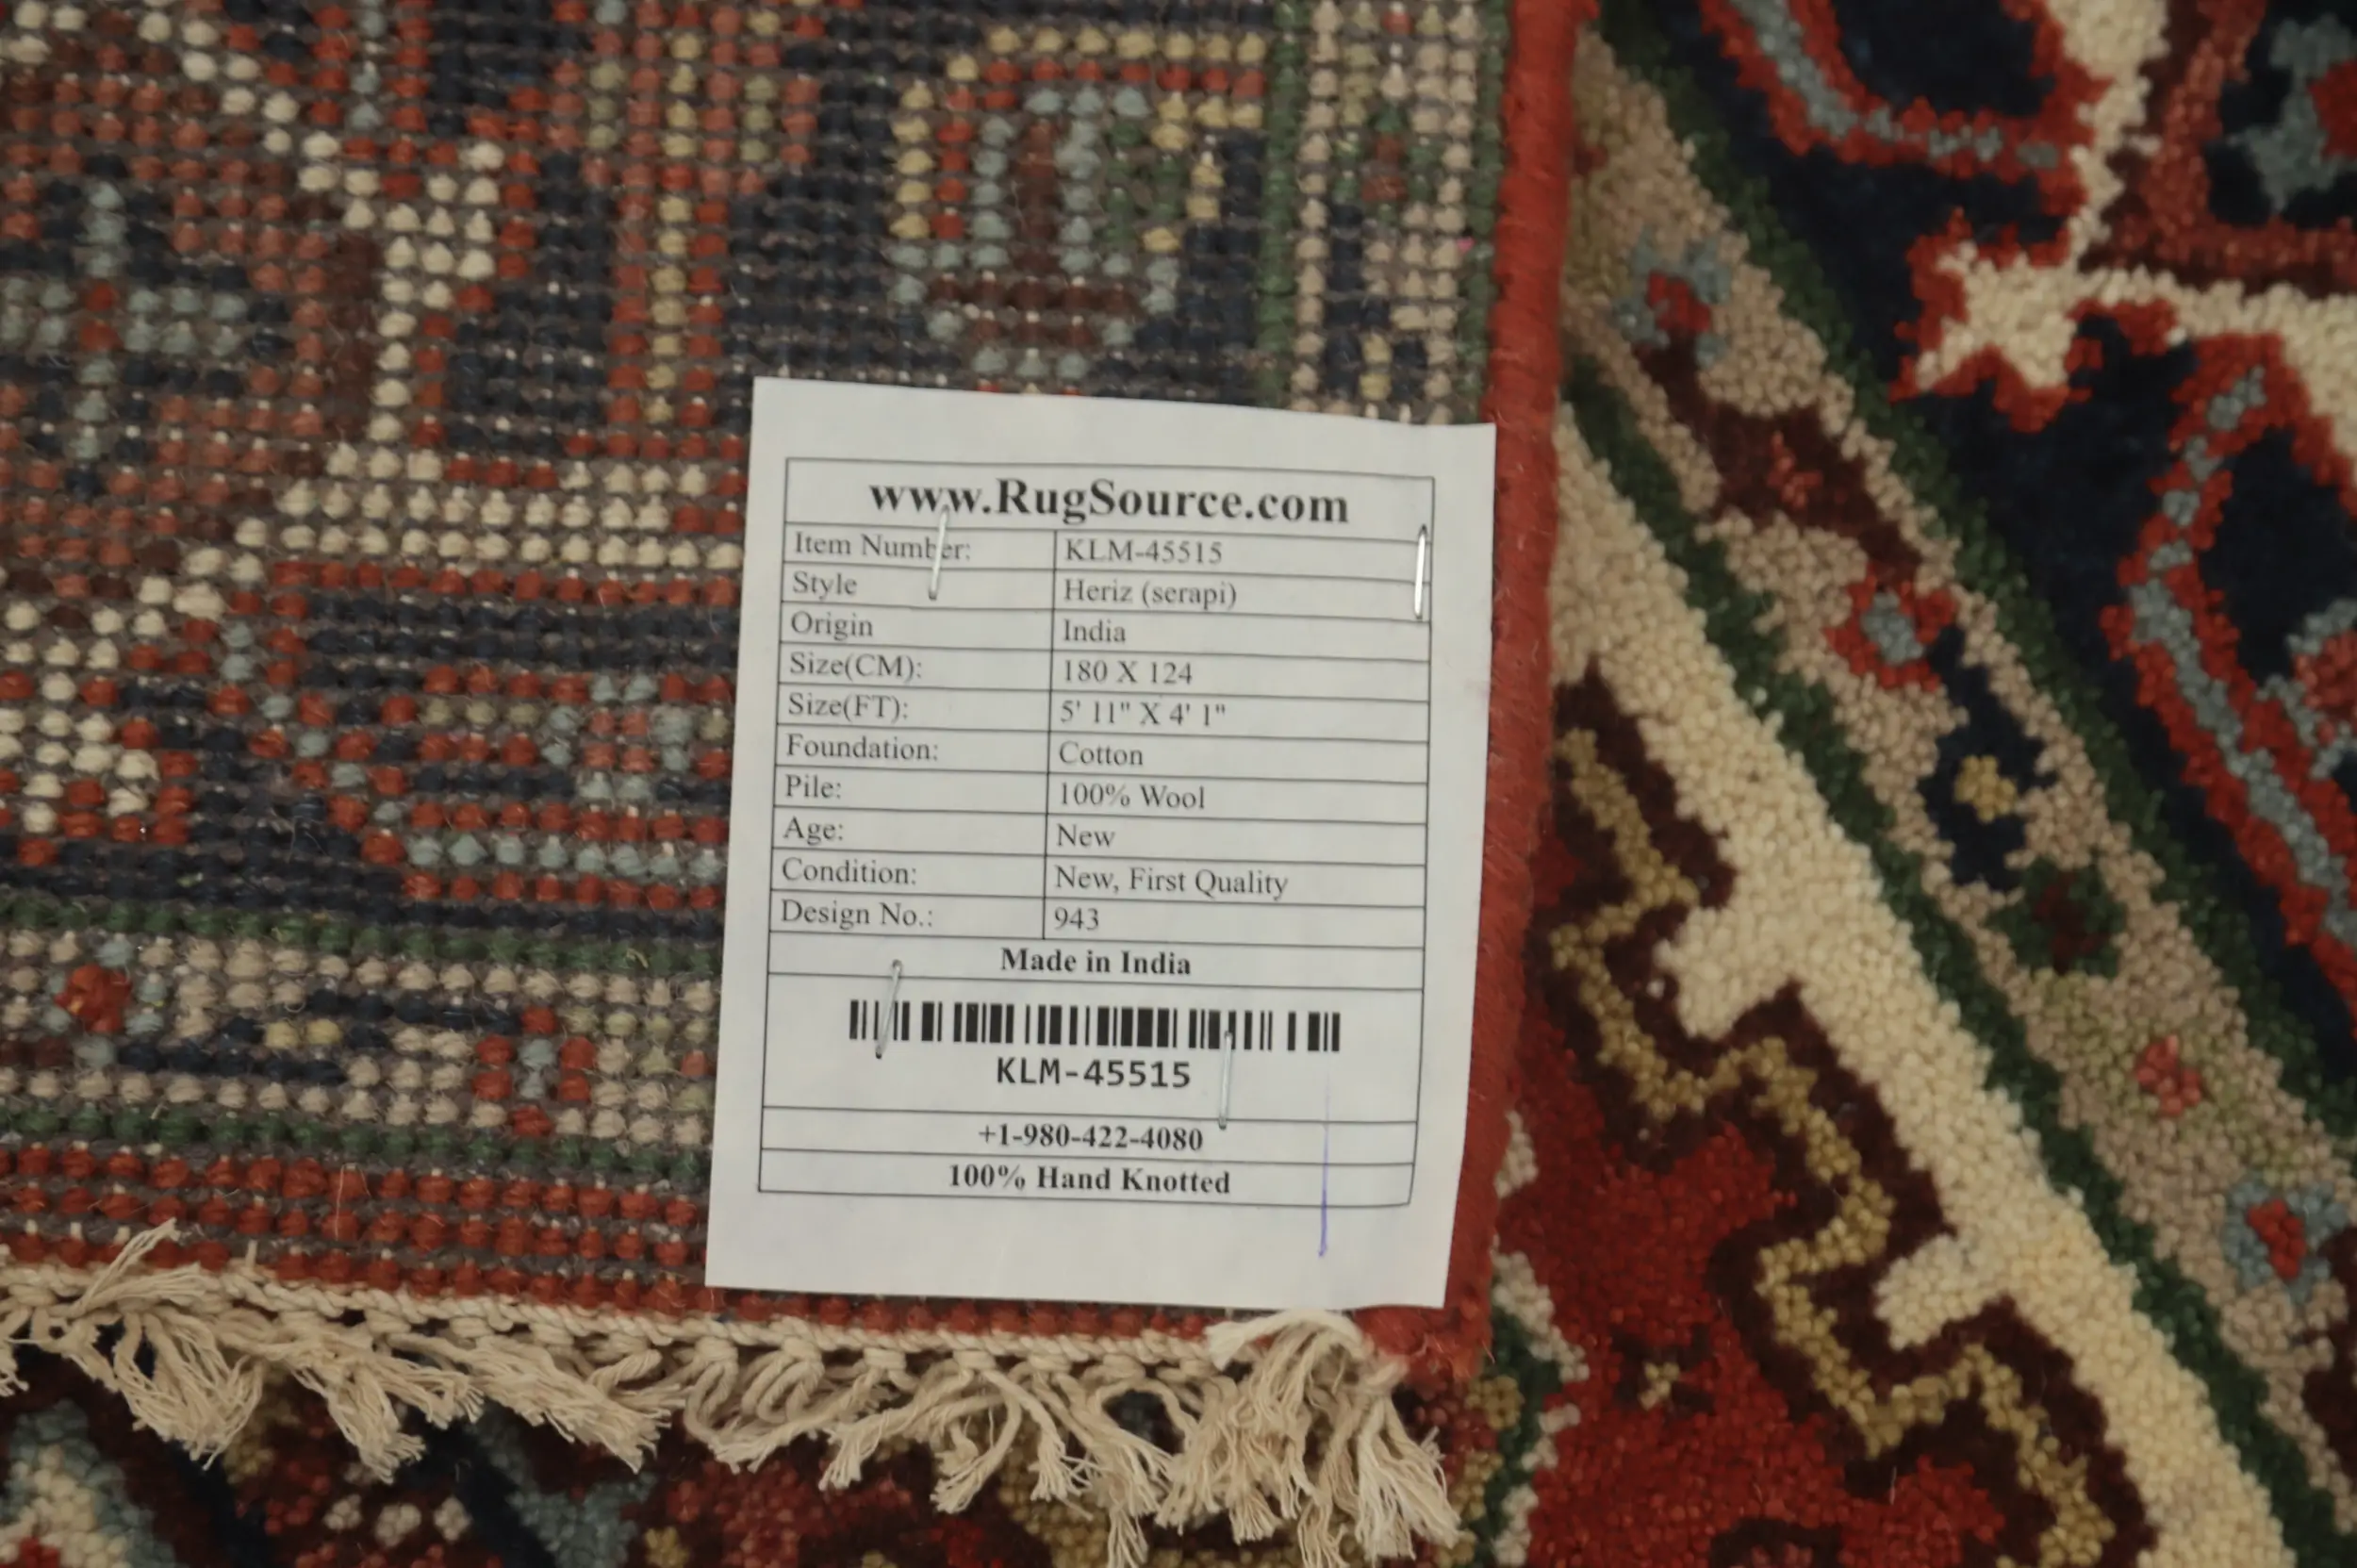 www.RugSource.com
Item Number: KLM-45515
Style Heriz (serapi)
Origin India
Size(CM): 180 X 124
Size(FT): 5' 11" X 4' 1"
Foundation: Cotton
Pile: 100% Wool
Age: New
Condition: New, First Quality
Design No.: 943
Made in India
KLM-45515
+1-980-422-4080
100% Hand Knotted